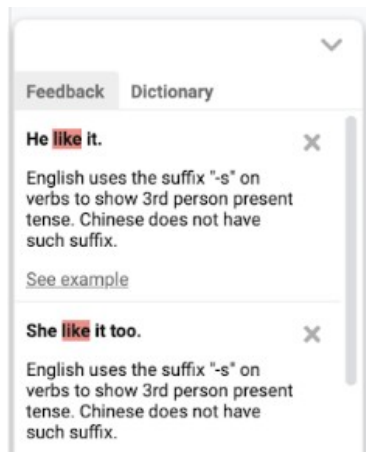 Feedback Dictionary
He like it.
English uses the suffix "-s" on
verbs to show 3rd person present
tense. Chinese does not have
such suffix.
See example
She like it too.
English uses the suffix "-s" on
verbs to show 3rd person present
tense. Chinese does not have
such suffix.